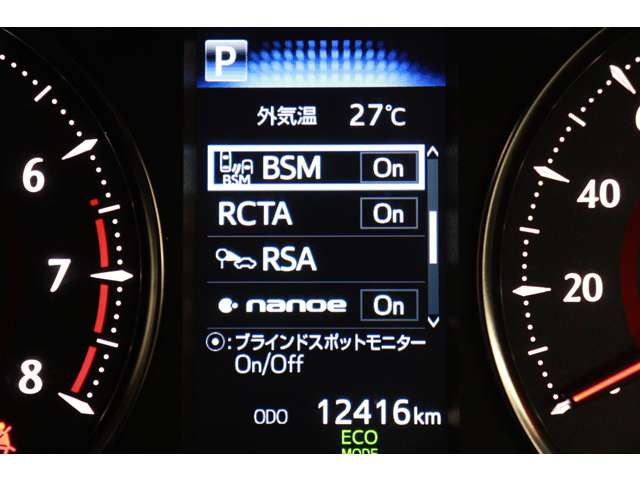 P
外気温 27℃
BSM BSM On
RCTA On
RSA
nanoe On
⦿:ブラインドスポットモニター
On/Off
ODO 12416km
ECO
MODE
6
7
8
40
20